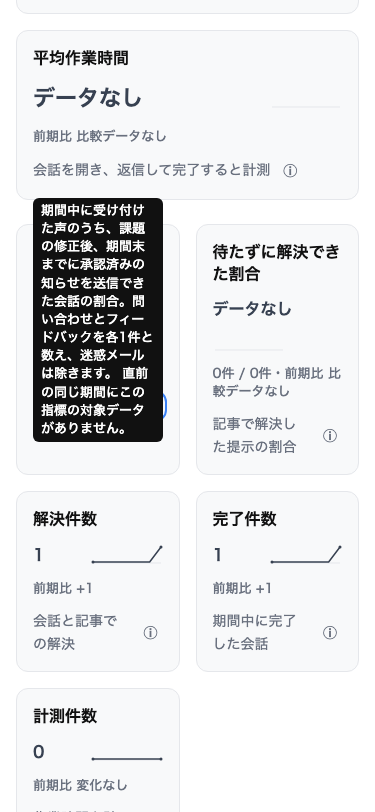 平均作業時間
データなし
前期比 比較データなし
会話を開き、返信して完了すると計測 ⓘ
期間中に受け付け
た声のうち、課題
の修正後、期間末
までに承認済みの
知らせを送信でき
た会話の割合。問
い合わせとフィー
ドバックを各1件と
数え、迷惑メール
は除きます。 直前
の同じ期間にこの
指標の対象データ
がありません。
待たずに解決でき
た割合
データなし
0件 / 0件・前期比 比
較データなし
記事で解決し
た提示の割合 ⓘ
解決件数
1
前期比 +1
会話と記事で
の解決 ⓘ
完了件数
1
前期比 +1
期間中に完了
した会話 ⓘ
計測件数
0
前期比 変化なし